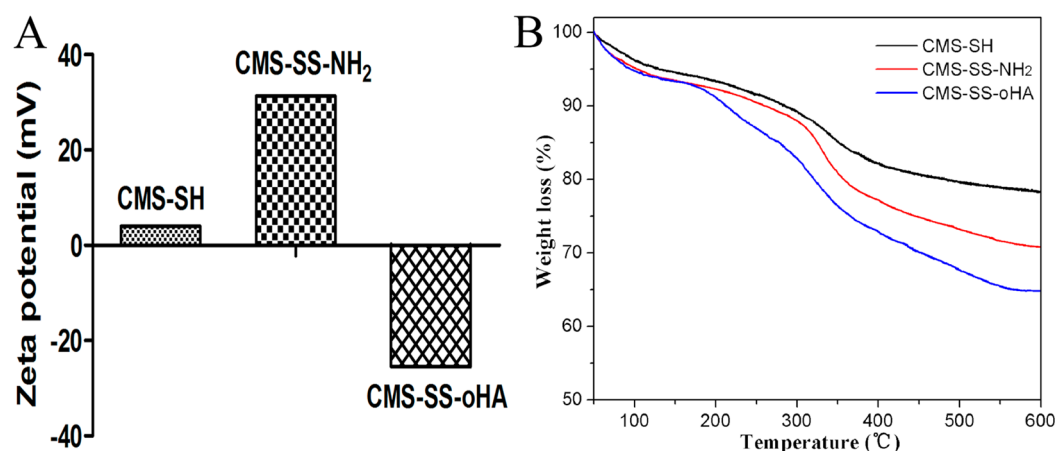 A
Zeta potential (mV)
40
20
0
-20
-40
CMS-SH
CMS-SS-NH₂
CMS-SS-oHA
B
Weight loss (%)
100
90
80
70
60
50
CMS-SH
CMS-SS-NH₂
CMS-SS-oHA
100 200 300 400 500 600
Temperature (℃)